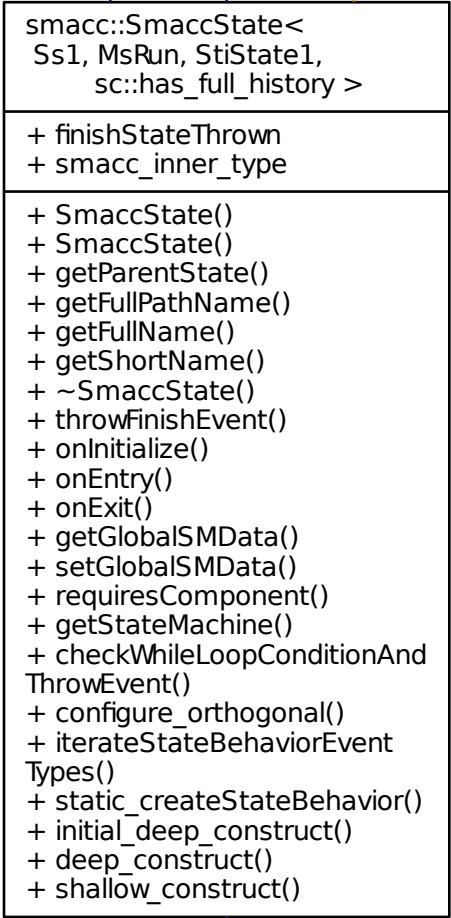 smacc::SmaccState<
Ss1, MsRun, StiState1,
sc::has_full_history >
+ finishStateThrown
+ smacc_inner_type
+ SmaccState()
+ SmaccState()
+ getParentState()
+ getFullPathName()
+ getFullName()
+ getShortName()
+ ~SmaccState()
+ throwFinishEvent()
+ onInitialize()
+ onEntry()
+ onExit()
+ getGlobalSMData()
+ setGlobalSMData()
+ requiresComponent()
+ getStateMachine()
+ checkWhileLoopConditionAnd
ThrowEvent()
+ configure_orthogonal()
+ iterateStateBehaviorEvent
Types()
+ static_createStateBehavior()
+ initial_deep_construct()
+ deep_construct()
+ shallow_construct()